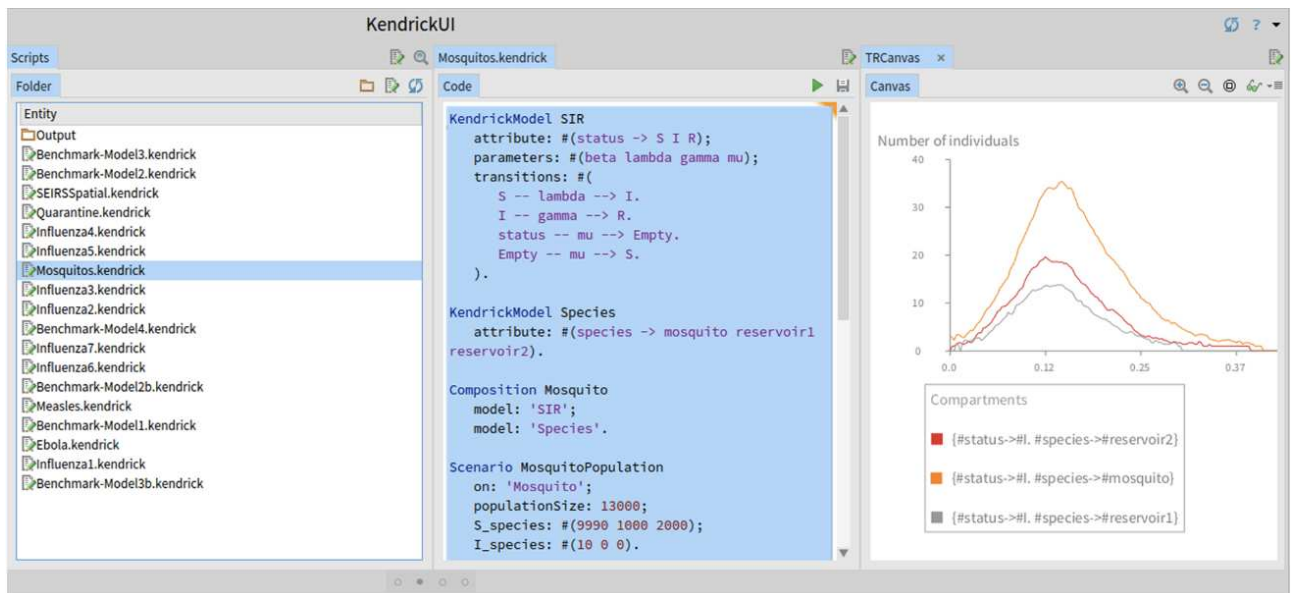 KendrickUI
?
Scripts
Folder
Entity
Output
Benchmark-Model3.kendrick
Benchmark-Model2.kendrick
SEIRSSpatial.kendrick
Quarantine.kendrick
Influenza4.kendrick
Influenza5.kendrick
Mosquitos.kendrick
Influenza3.kendrick
Influenza2.kendrick
Benchmark-Model4.kendrick
Influenza7.kendrick
Influenza6.kendrick
Benchmark-Model2b.kendrick
Measles.kendrick
Benchmark-Model1.kendrick
Ebola.kendrick
Influenza1.kendrick
Benchmark-Model3b.kendrick
Mosquitos.kendrick
Code
KendrickModel SIR
attribute: #(status -> S I R);
parameters: #(beta lambda gamma mu);
transitions: #(
S -- lambda --> I.
I -- gamma --> R.
status -- mu --> Empty.
Empty -- mu --> S.
).
KendrickModel Species
attribute: #(species -> mosquito reservoir1
reservoir2).
Composition Mosquito
model: 'SIR';
model: 'Species'.
Scenario MosquitoPopulation
on: 'Mosquito';
populationSize: 13000;
S_species: #(9990 1000 2000);
I_species: #(10 0 0).
TRCanvas ×
Canvas
Number of individuals
40
30
20
10
0
0.0 0.12 0.25 0.37
Compartments
{#status->#I. #species->#reservoir2}
{#status->#I. #species->#mosquito}
{#status->#I. #species->#reservoir1}